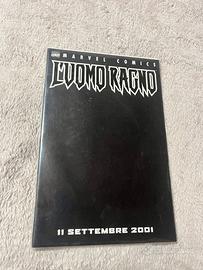 MARVEL COMICS
L'UOMO RAGNO
11 SETTEMBRE 2001